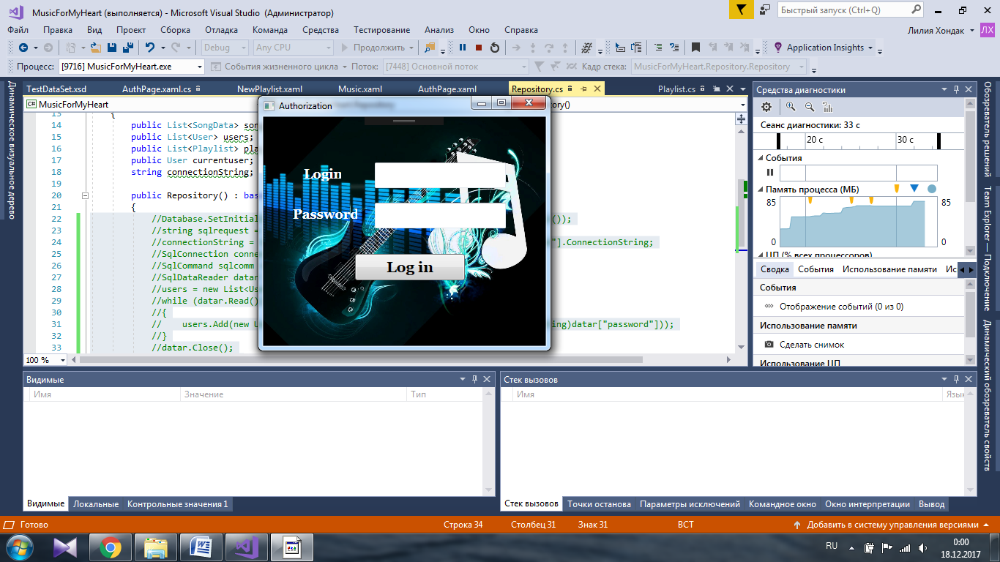 MusicForMyHeart (выполняется) - Microsoft Visual Studio (Администратор)
Быстрый запуск (Ctrl+Q)
Файл Правка Вид Проект Сборка Отладка Команда Средства Тестирование Анализ Окно Справка
Лилия Хондак ЛХ
Debug Any CPU Продолжить Application Insights
Процесс: [9716] MusicForMyHeart.exe События жизненного цикла Поток: [7448] Основной поток Кадр стека: MusicForMyHeart.Repository.Repository
TestDataSet.xsd AuthPage.xaml.cs NewPlaylist.xaml Music.xaml AuthPage.xaml Repository.cs Playlist.cs
MusicForMyHeart
13 {
14 public List<SongData>
15 public List<User> users;
16 public List<Playlist>
17 public User currentuser;
18 string connectionString;
19
20 public Repository() :
21 {
22 ());
23 //string sqlrequest =
24 //connectionString = "].ConnectionString;
25 //SqlConnection
26 //SqlCommand sqlcomm
27 //SqlDataReader
28 //users = new
29 //while (datar.Read()
30 //{
31 // users.Add(new datar["password"]));
32 //}
33 //datar.Close();
100 %
Authorization
Login
Password
Log in
Динамическое визуальное дерево
Средства диагностики
Сеанс диагностики: 33 с
20 с 30 с
События
Память процесса (МБ)
85 85
0 0
ЦП (% всех процессоров)
Сводка События Использование памяти
События
Отображение событий (0 из 0)
Использование памяти
Сделать снимок
Использование ЦП
Обозреватель решений
Team Explorer — Подключение
Динамический обозреватель свойств
Видимые
Имя Значение Тип
Видимые Локальные Контрольные значения 1
Стек вызовов
Имя Язык
Стек вызовов Точки останова Параметры исключений Командное окно Окно интерпретации Вывод
Готово Строка 34 Столбец 31 Знак 31 ВСТ Добавить в систему управления версиями
RU
0:00
18.12.2017